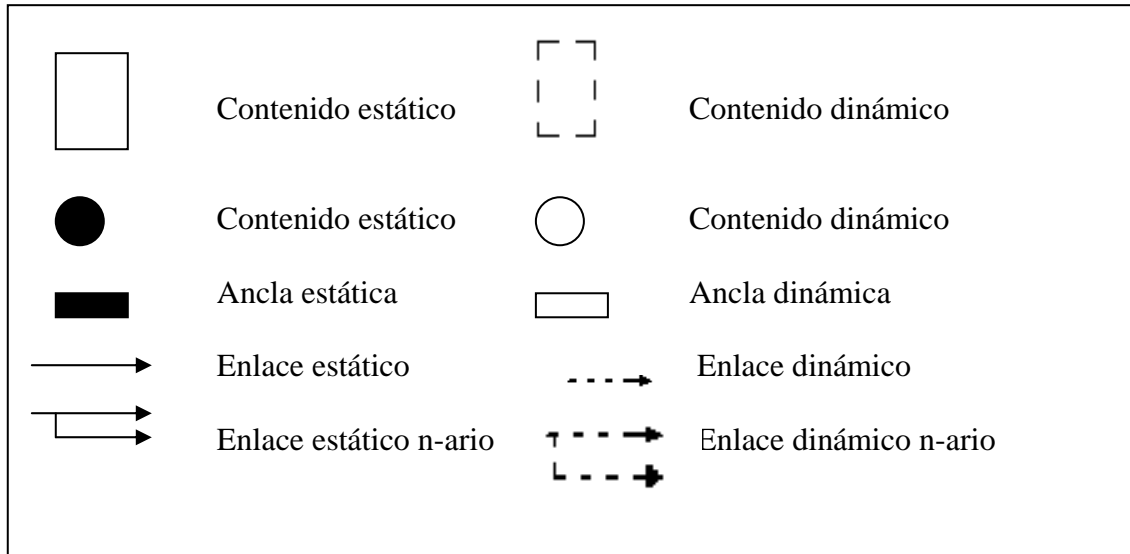 Contenido estático
Contenido dinámico
Contenido estático
Contenido dinámico
Ancla estática
Ancla dinámica
Enlace estático
Enlace dinámico
Enlace estático n-ario
Enlace dinámico n-ario